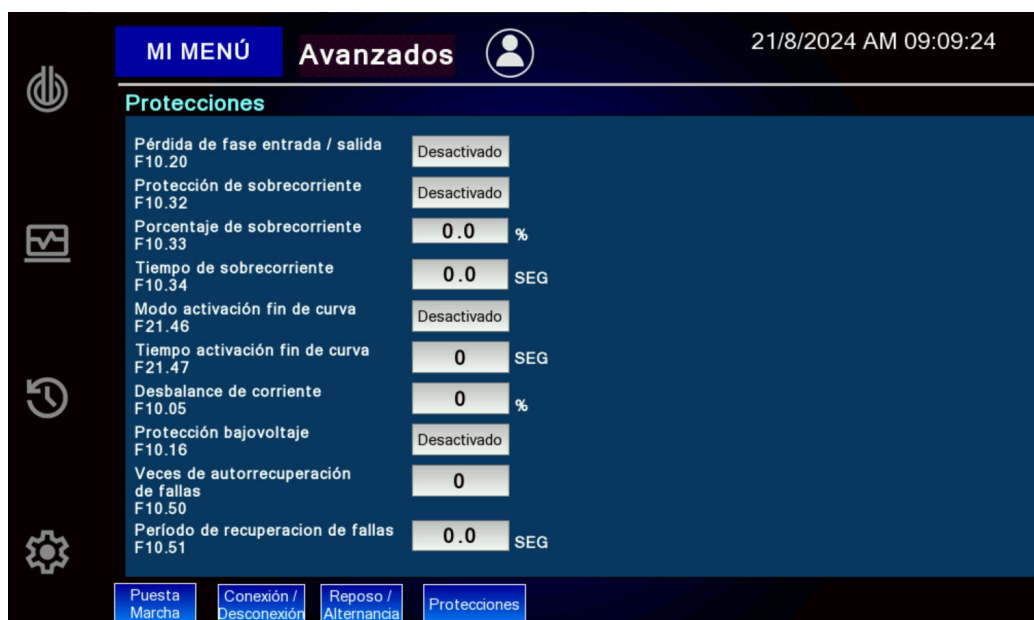 MI MENÚ
Avanzados
21/8/2024 AM 09:09:24
Protecciones
Pérdida de fase entrada / salida
F10.20
Desactivado
Protección de sobrecorriente
F10.32
Desactivado
Porcentaje de sobrecorriente
F10.33
0.0 %
Tiempo de sobrecorriente
F10.34
0.0 SEG
Modo activación fin de curva
F21.46
Desactivado
Tiempo activación fin de curva
F21.47
0 SEG
Desbalance de corriente
F10.05
0 %
Protección bajovoltaje
F10.16
Desactivado
Veces de autorrecuperación
de fallas
F10.50
0
Período de recuperacion de fallas
F10.51
0.0 SEG
Puesta
Marcha
Conexión /
Desconexión
Reposo /
Alternancia
Protecciones